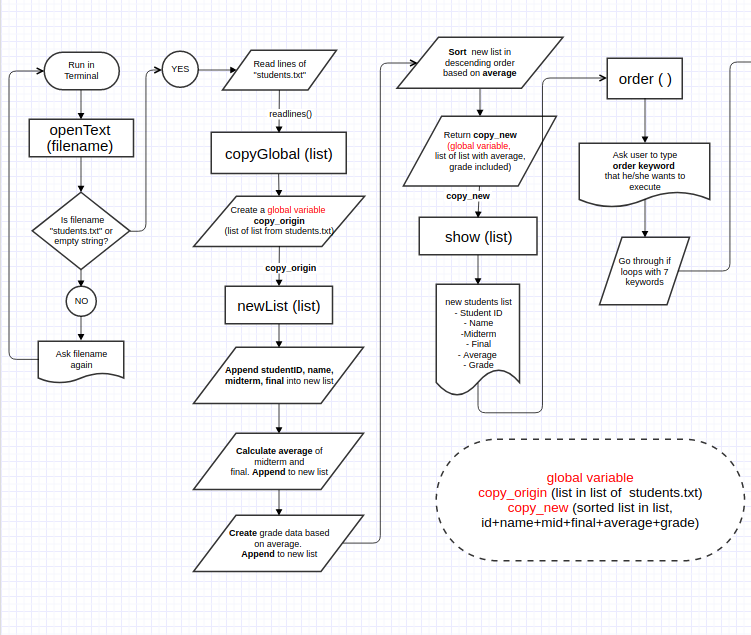 Run in
Terminal
openText
(filename)
Is filename
"students.txt" or
empty string?
NO
Ask filename
again
YES
Read lines of
"students.txt"
readlines()
copyGlobal (list)
Create a global variable
copy_origin
(list of list from students.txt)
copy_origin
newList (list)
Append studentID, name,
midterm, final into new list
Calculate average of
midterm and
final. Append to new list
Create grade data based
on average.
Append to new list
Sort new list in
descending order
based on average
Return copy_new
(global variable,
list of list with average,
grade included)
copy_new
show (list)
new students list
- Student ID
- Name
-Midterm
- Final
- Average
- Grade
order ( )
Ask user to type
order keyword
that he/she wants to
execute
Go through if
loops with 7
keywords
global variable
copy_origin (list in list of students.txt)
copy_new (sorted list in list,
id+name+mid+final+average+grade)